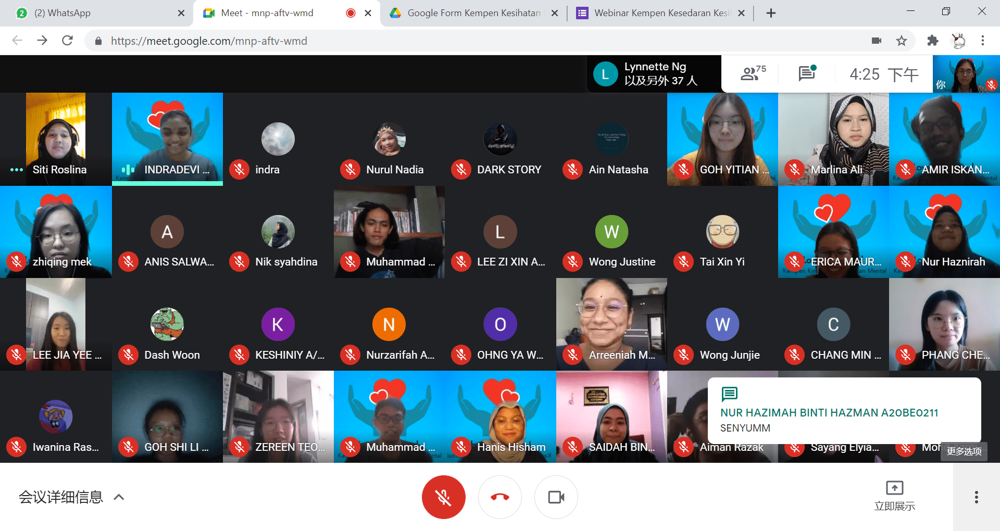 (2) WhatsApp
Meet - mnp-aftv-wmd
Google Form Kempen Kesihatan
Webinar Kempen Kesedaran Kesi
https://meet.google.com/mnp-aftv-wmd
L
Lynnette Ng
以及另外 37 人
75
4:25 下午
你
Siti Roslina
INDRADEVI ...
indra
Nurul Nadia
DARK STORY
Ain Natasha
GOH YITIAN ...
Marlina Ali
AMIR ISKAN...
zhiqing mek
A
ANIS SALWA...
Nik syahdina
Muhammad ...
L
LEE ZI XIN A...
W
Wong Justine
Tai Xin Yi
ERICA MAUR...
Nur Haznirah
LEE JIA YEE ...
Dash Woon
K
KESHINIY A/...
N
Nurzarifah A...
O
OHNG YA W...
Arreeniah M...
W
Wong Junjie
C
CHANG MIN ...
PHANG CHE...
Iwanina Ras...
GOH SHI LI ...
ZEREEN TEO...
Muhammad ...
Hanis Hisham
SAIDAH BIN...
Aiman Razak
Sayang Elyia...
NUR HAZIMAH BINTI HAZMAN A20BE0211
SENYUMM
更多选项
会议详细信息
立即展示